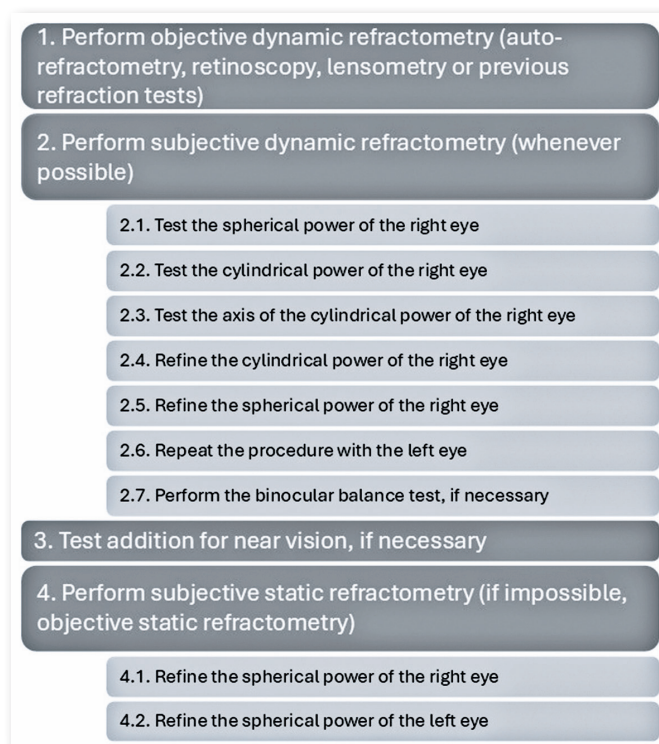 1. Perform objective dynamic refractometry (auto-
refractometry, retinoscopy, lensometry or previous
refraction tests)
2. Perform subjective dynamic refractometry (whenever
possible)
2.1. Test the spherical power of the right eye
2.2. Test the cylindrical power of the right eye
2.3. Test the axis of the cylindrical power of the right eye
2.4. Refine the cylindrical power of the right eye
2.5. Refine the spherical power of the right eye
2.6. Repeat the procedure with the left eye
2.7. Perform the binocular balance test, if necessary
3. Test addition for near vision, if necessary
4. Perform subjective static refractometry (if impossible,
objective static refractometry)
4.1. Refine the spherical power of the right eye
4.2. Refine the spherical power of the left eye